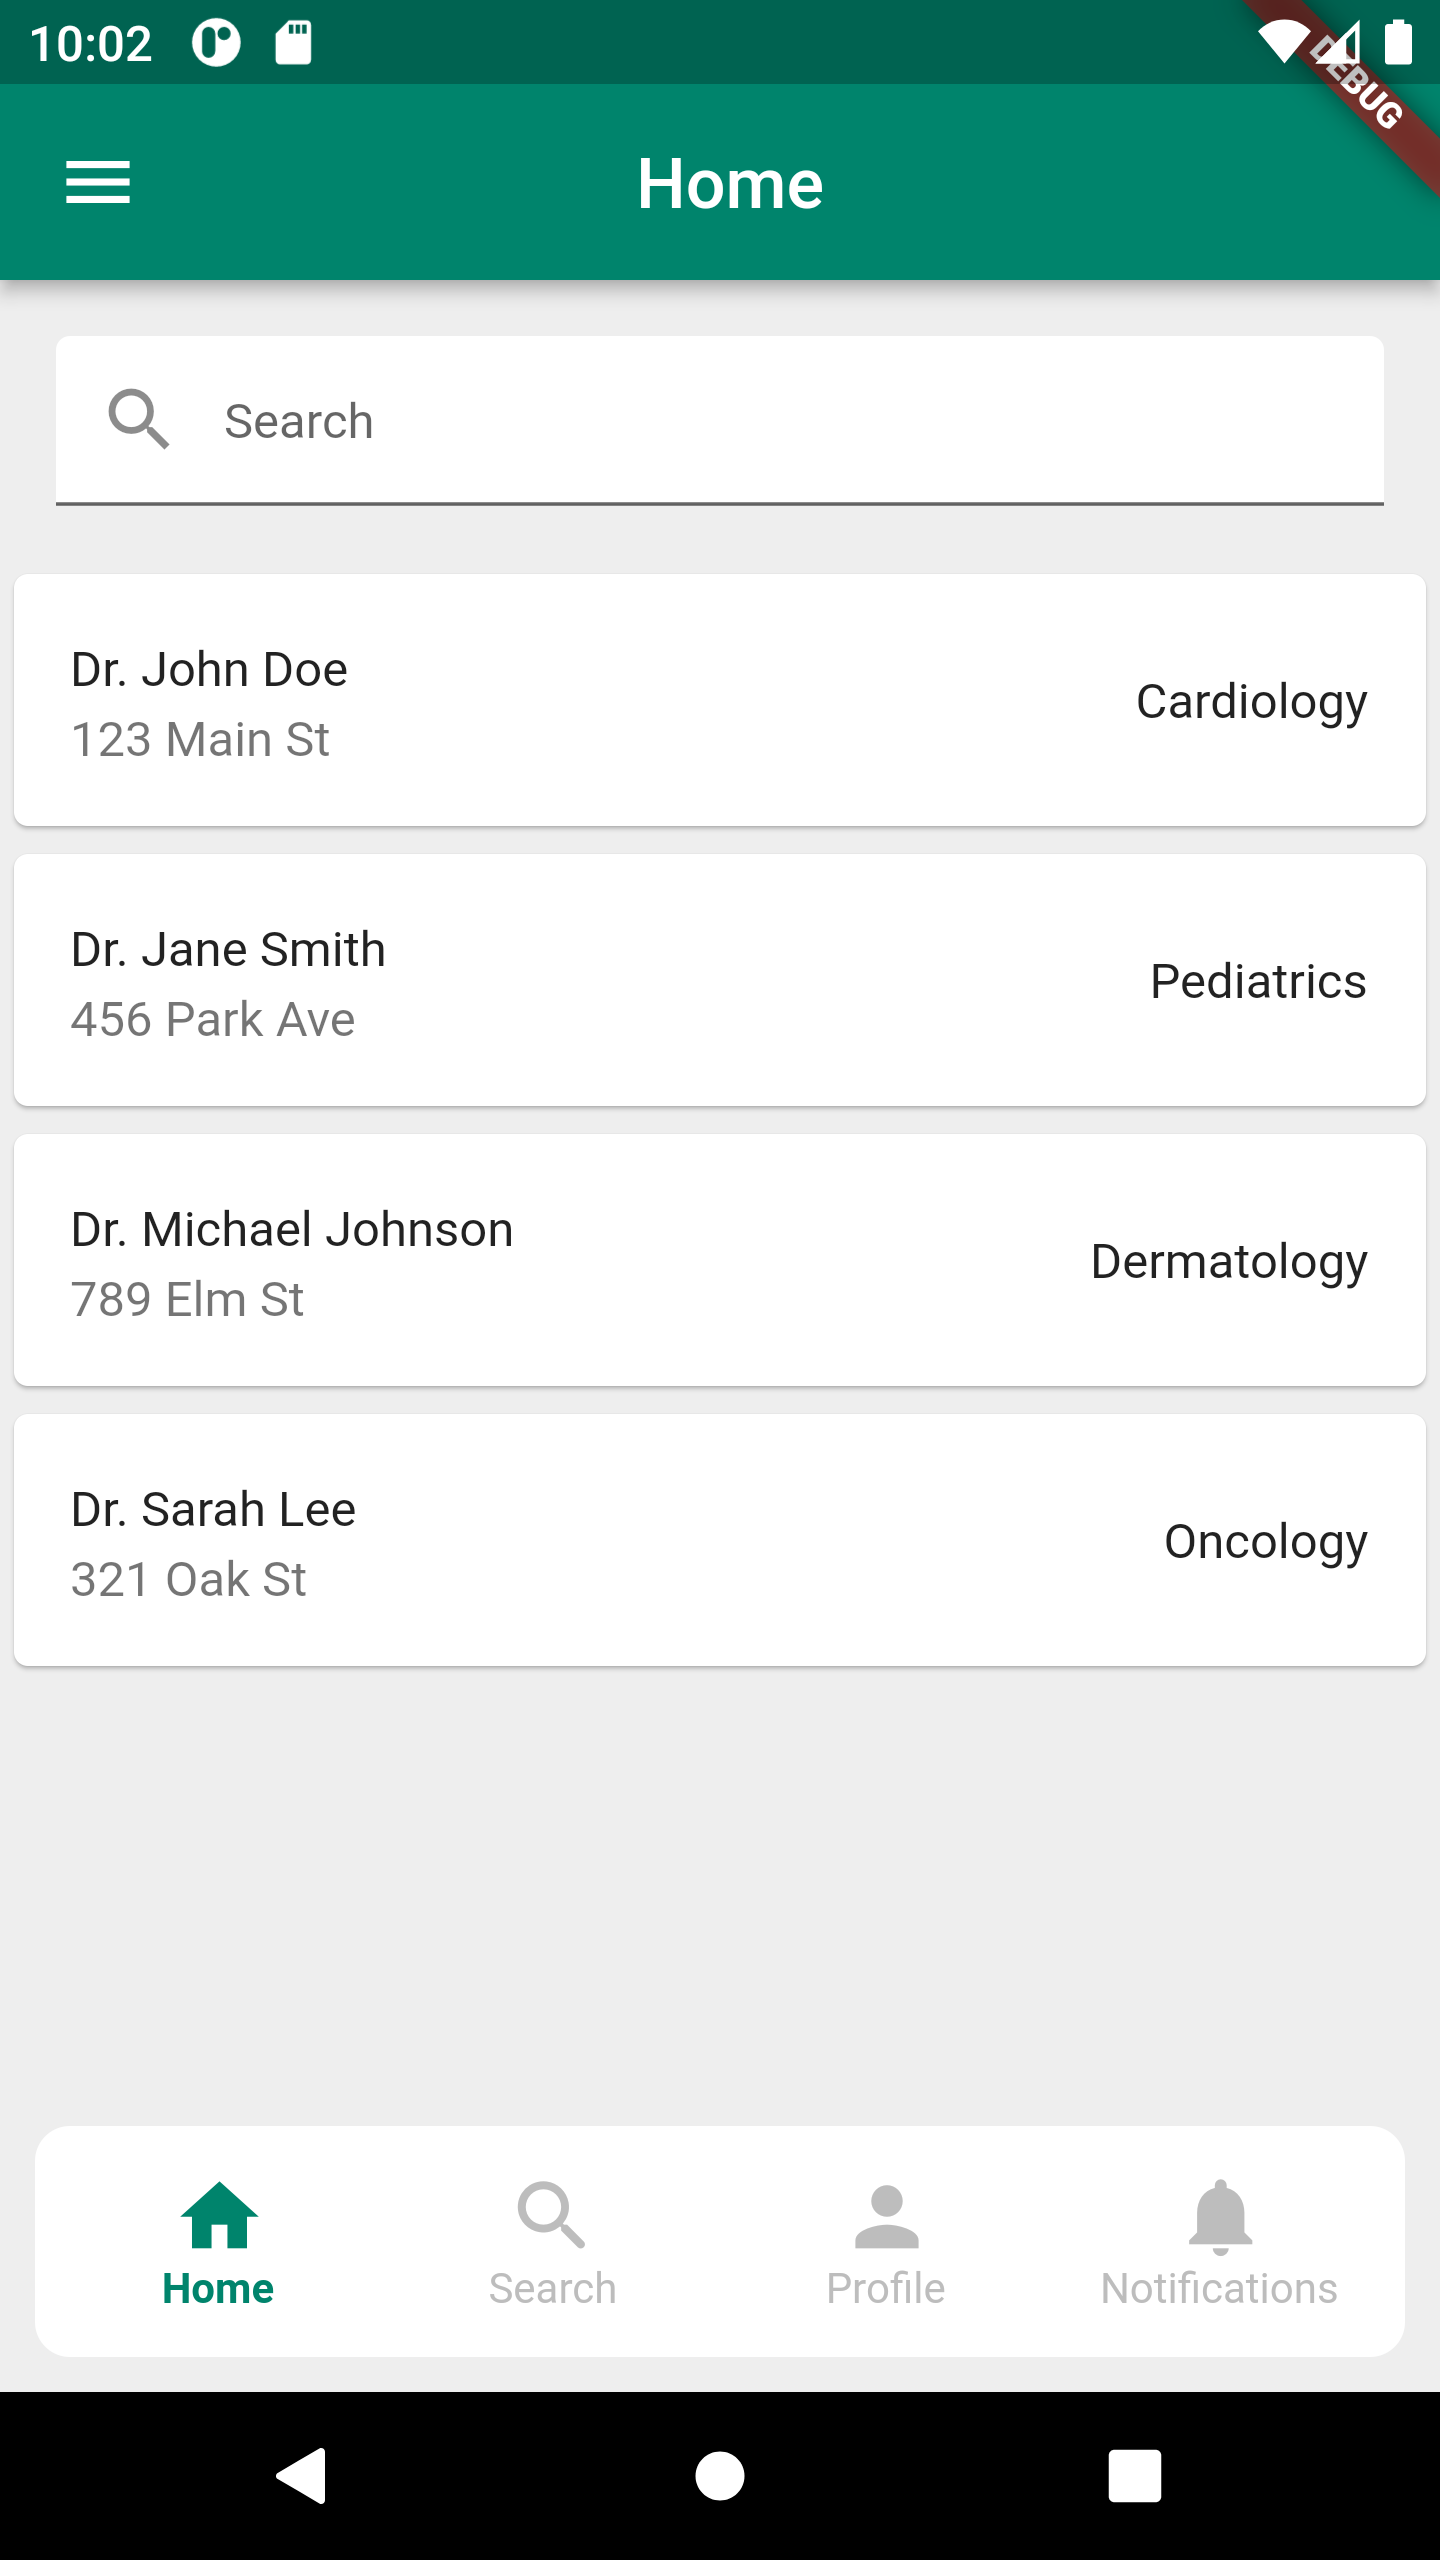 10:02
DEBUG
Home
Search
Dr. John Doe
123 Main St
Cardiology
Dr. Jane Smith
456 Park Ave
Pediatrics
Dr. Michael Johnson
789 Elm St
Dermatology
Dr. Sarah Lee
321 Oak St
Oncology
Home
Search
Profile
Notifications